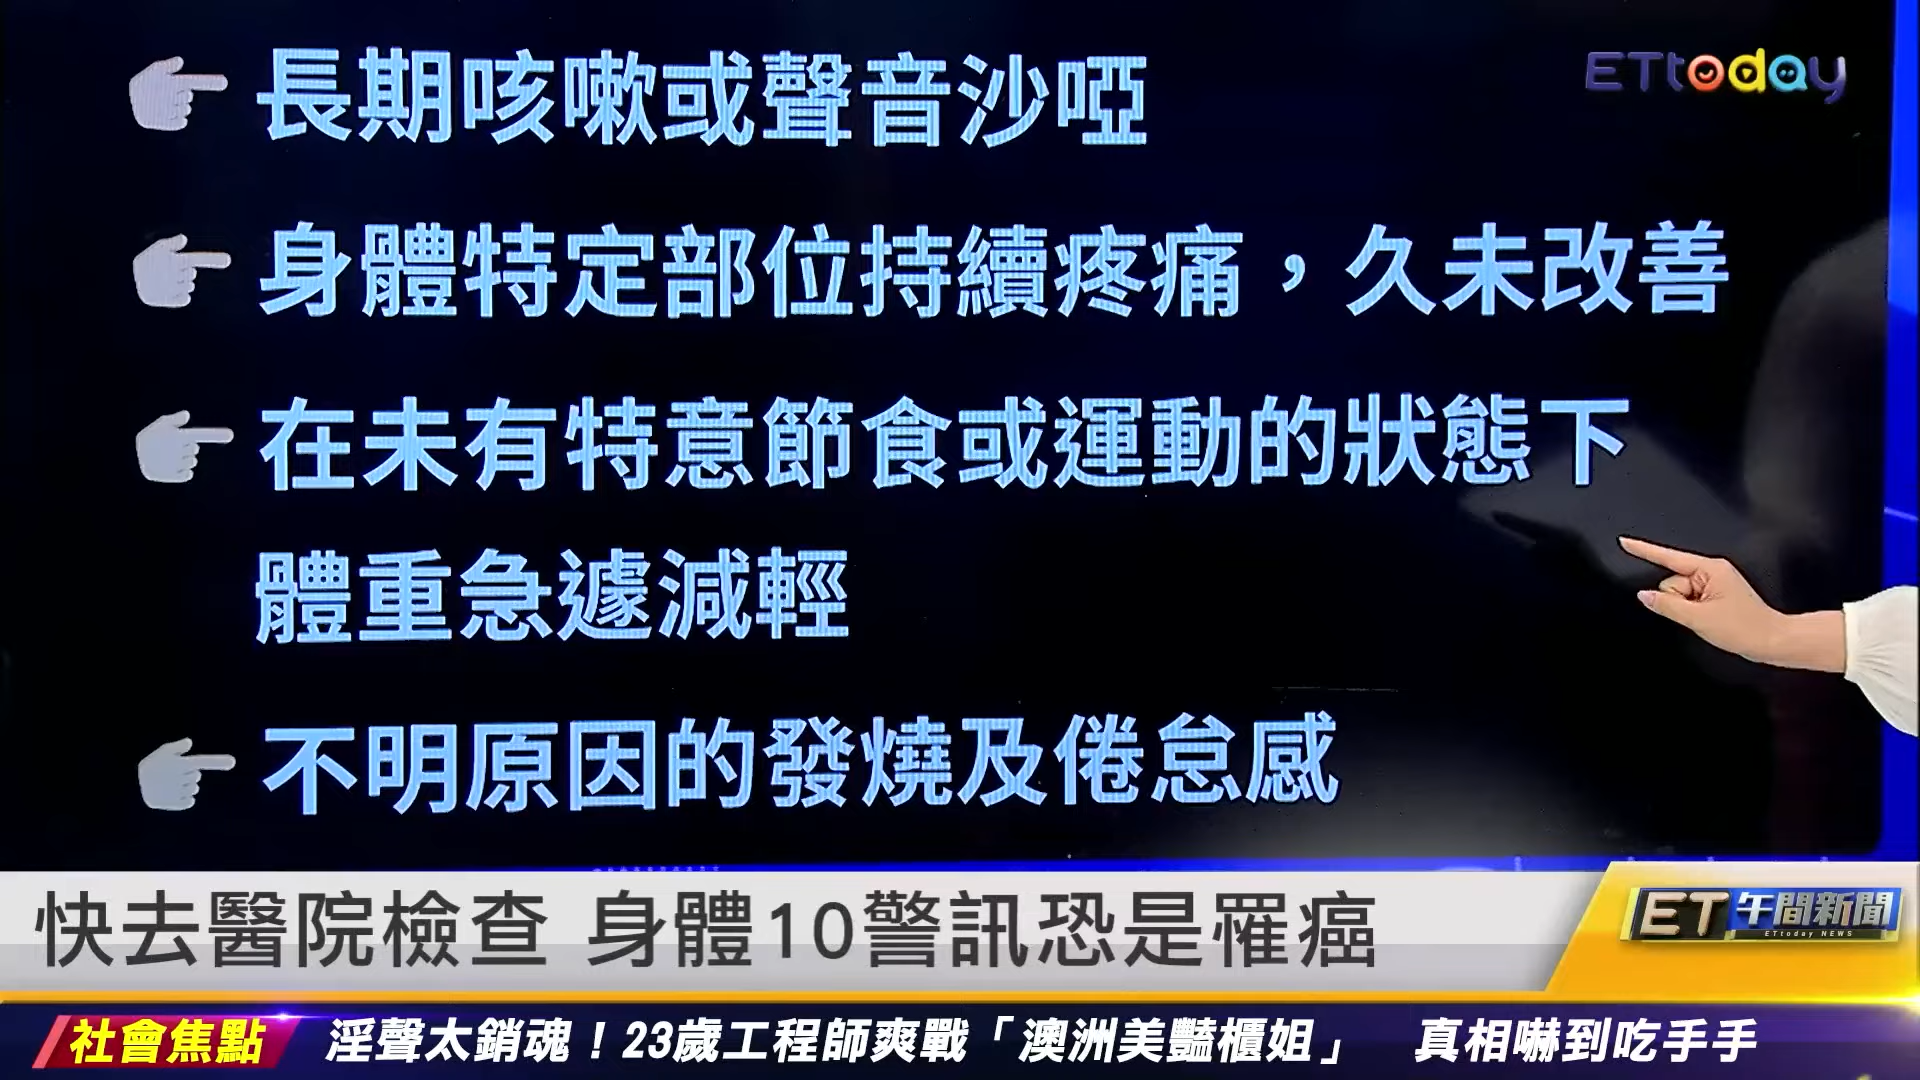 ETtoday
長期咳嗽或聲音沙啞
身體特定部位持續疼痛，久未改善
在未有特意節食或運動的狀態下
體重急遽減輕
不明原因的發燒及倦怠感
快去醫院檢查 身體10警訊恐是罹癌
ET午間新聞
ETtoday NEWS
社會焦點 淫聲太銷魂！23歲工程師爽戰「澳洲美豔櫃姐」 真相嚇到吃手手